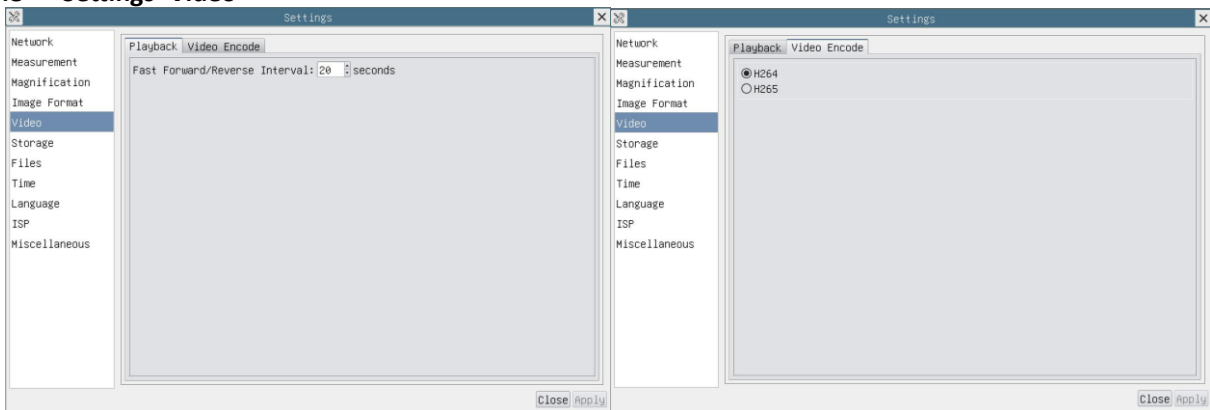 Settings
Network
Measurement
Magnification
Image Format
Video
Storage
Files
Time
Language
ISP
Miscellaneous
Playback Video Encode
Fast Forward/Reverse Interval: 20 seconds
Close Apply
Settings
Network
Measurement
Magnification
Image Format
Video
Storage
Files
Time
Language
ISP
Miscellaneous
Playback Video Encode
H264
H265
Close Apply